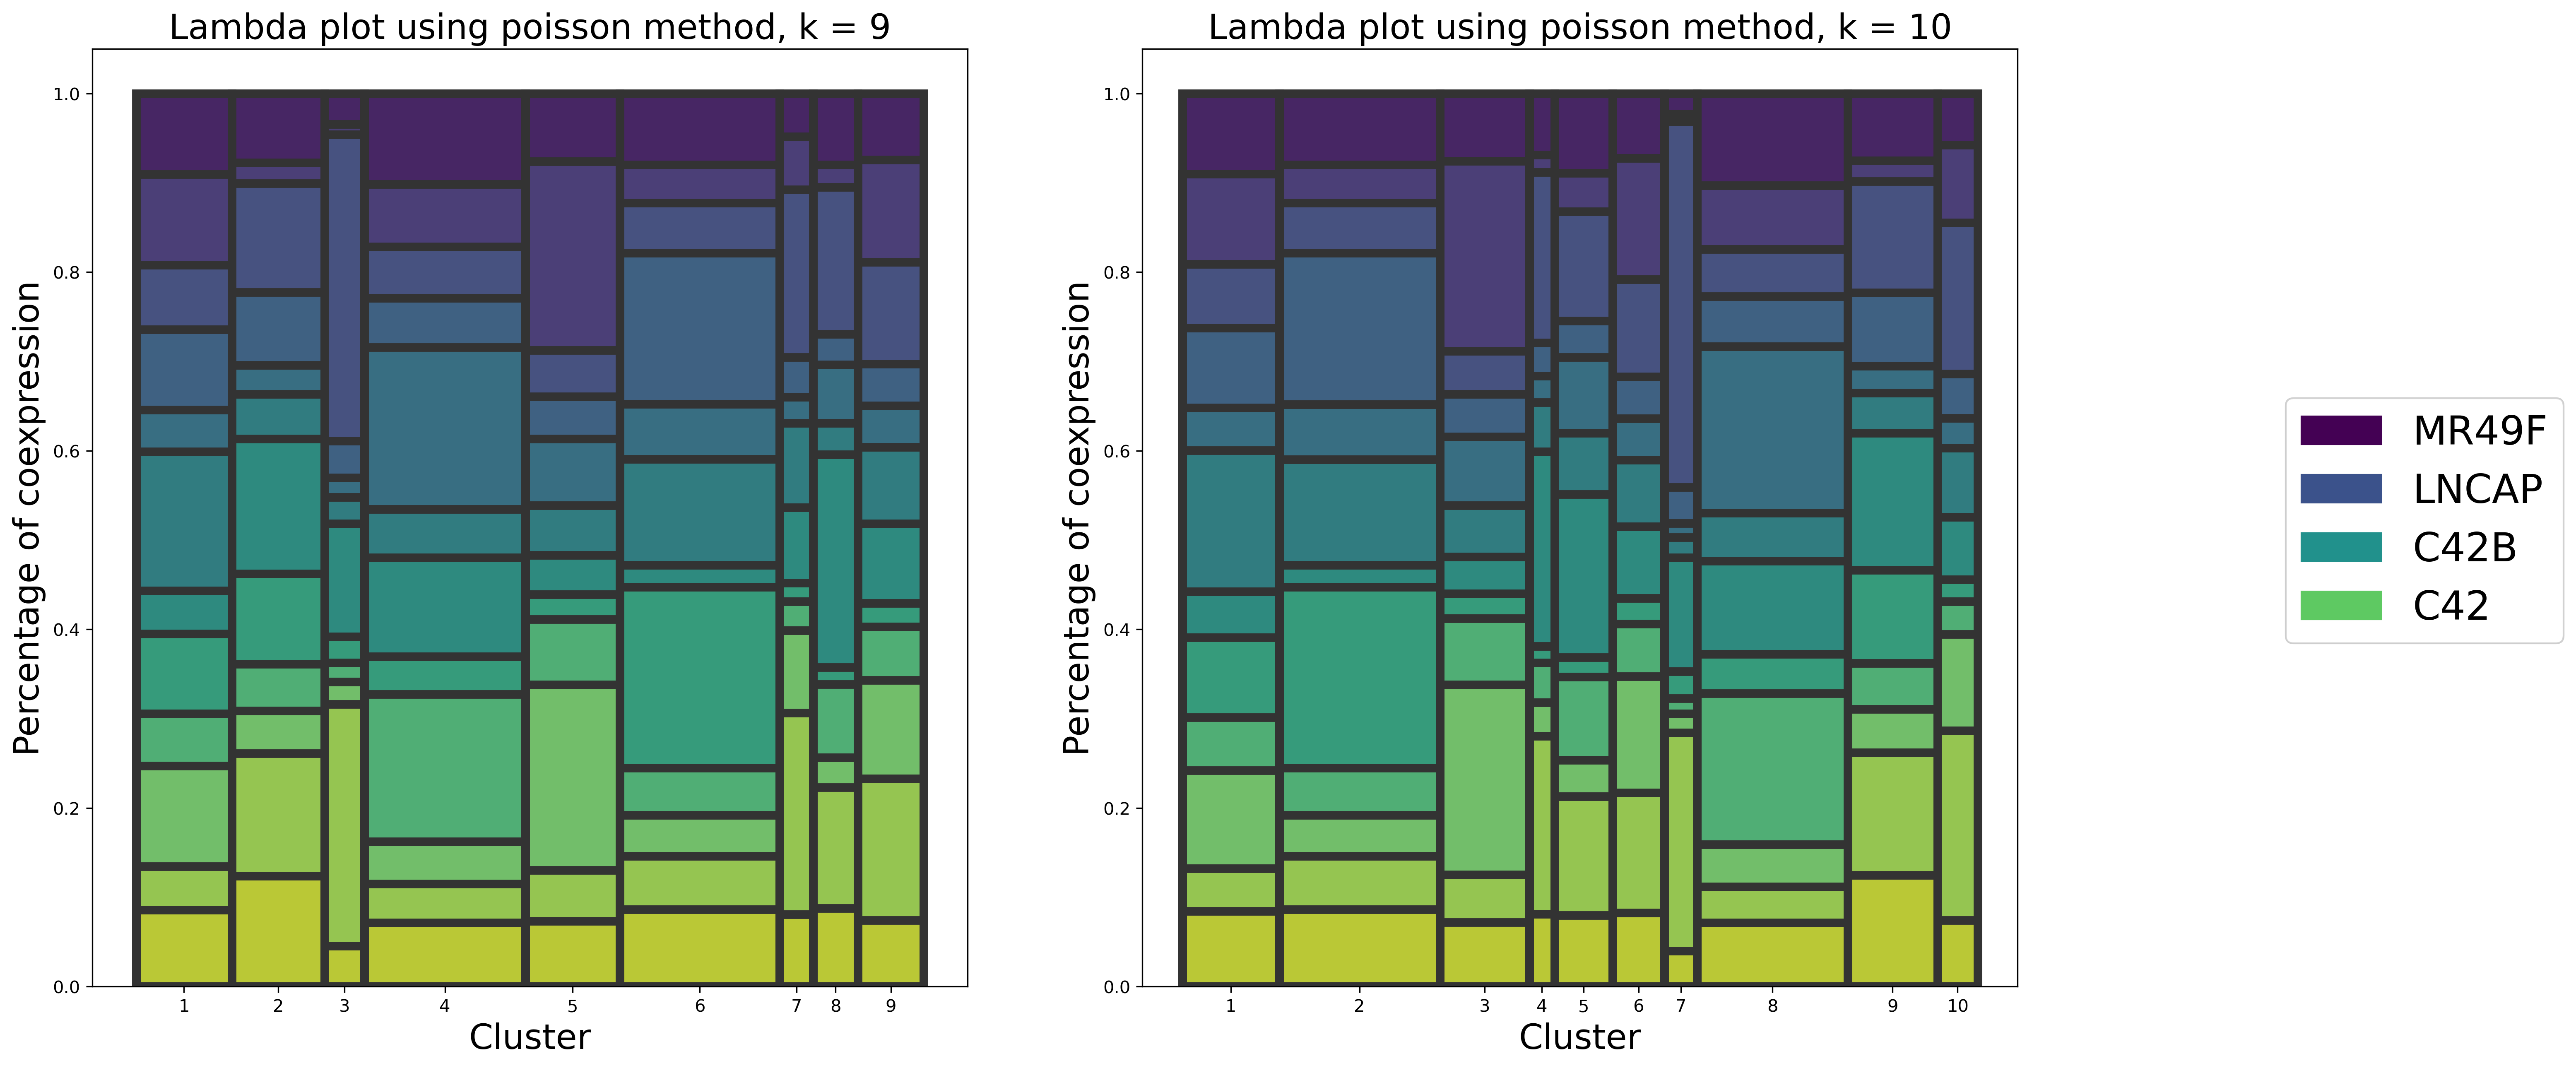 Lambda plot using poisson method, k = 9
Percentage of coexpression
1.0
0.8
0.6
0.4
0.2
0.0
1 2 3 4 5 6 7 8 9
Cluster
Lambda plot using poisson method, k = 10
Percentage of coexpression
1.0
0.8
0.6
0.4
0.2
0.0
1 2 3 4 5 6 7 8 9 10
Cluster
MR49F
LNCAP
C42B
C42